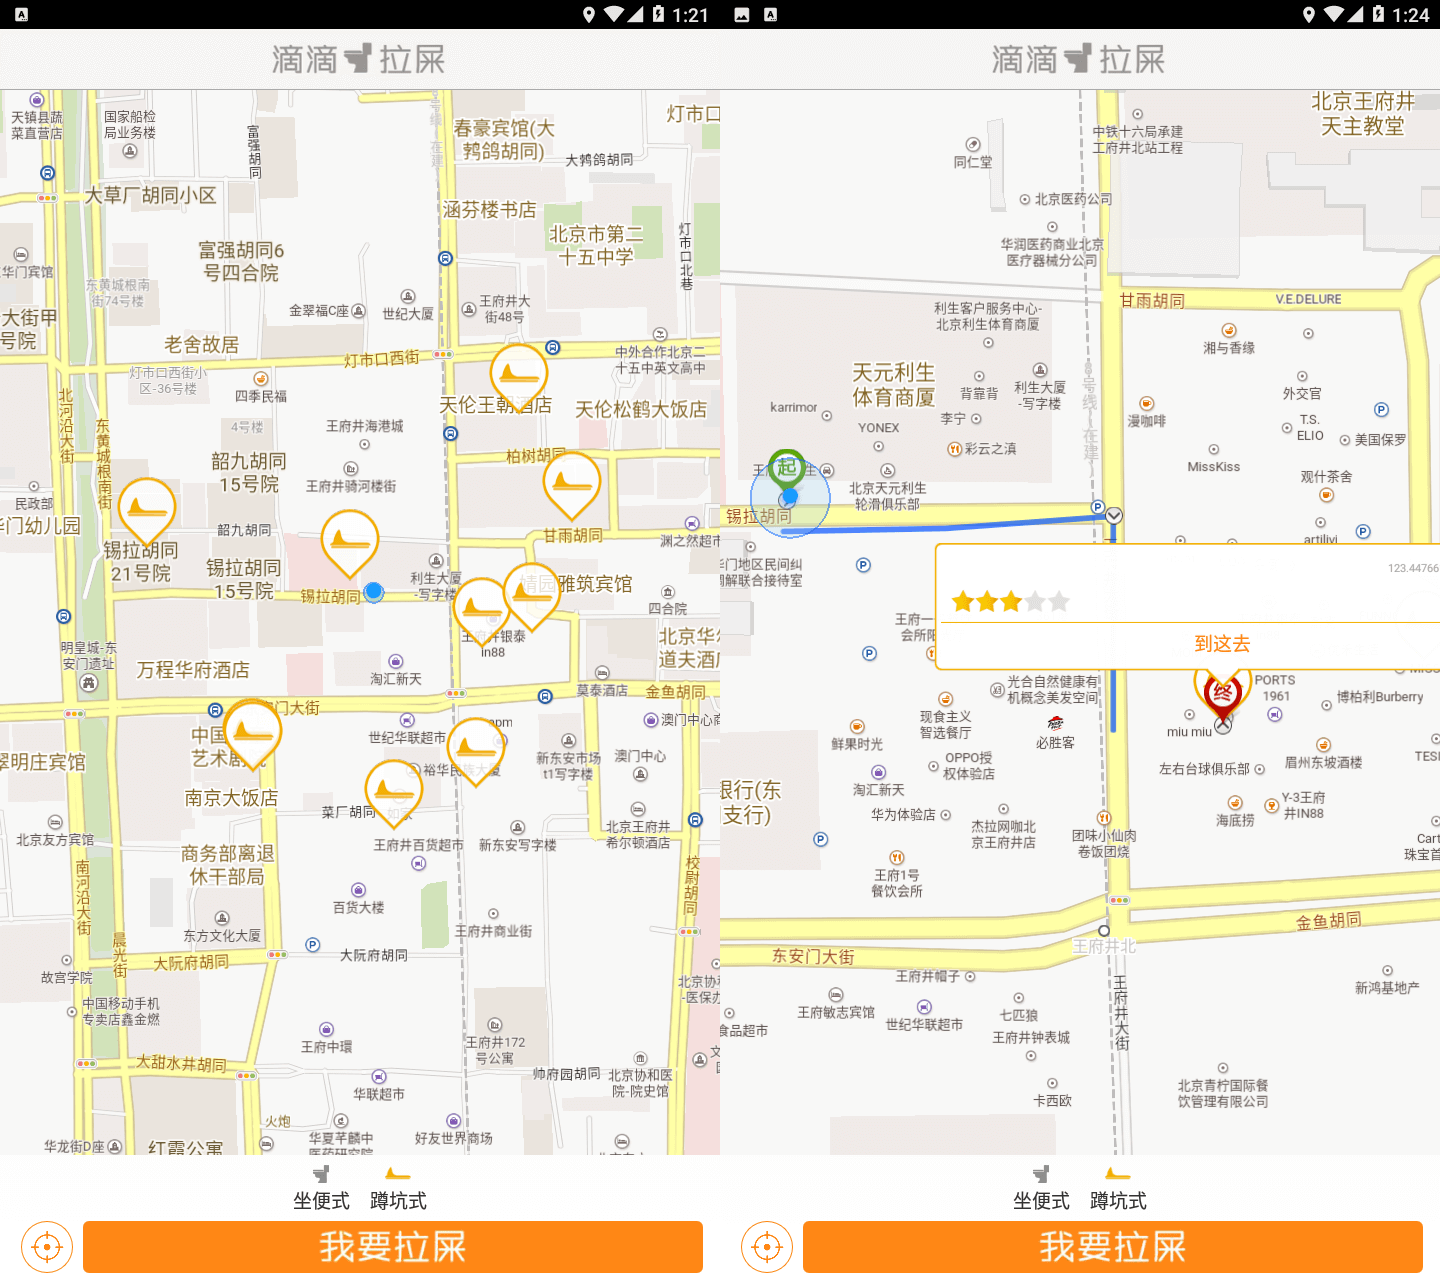 1:21
滴滴拉屎
天镇县蔬
菜直营店
国家船检
局业务楼
富强胡同
春豪宾馆(大
鹁鸽胡同)
灯市口
大鹁鸽胡同
大草厂胡同小区
涵芬楼书店
北京市第二
十五中学
灯市口北巷
富强胡同6
号四合院
华门宾馆
东黄城根南
街74号楼
金翠福C座
世纪大厦
王府井大
街48号
大街甲
号院
老舍故居
灯市口西街
中外合作北京二
十五中英文高中
灯市口西街小
区-36号楼
四季民福
北河沿大街
东黄城根南街
天伦王朝酒店
天伦松鹤大饭店
4号楼
王府井海港城
韶九胡同
15号院
王府井骑河楼街
柏树胡同
民政部
华门幼儿园
韶九胡同
甘雨胡同
渊之然超市
锡拉胡同
21号院
锡拉胡同
15号院
利生大厦
-写字楼
锡拉胡同
靖园雅筑宾馆
四合院
王府井银泰
in88
明皇城-东
安门遗址
万程华府酒店
淘汇新天
莫泰酒店
金鱼胡同
世纪华联超市
apm
澳门中心商
翠明庄宾馆
新东安市场
t1写字楼
澳门中心
裕华民族大厦
南京大饭店
菜厂胡同
北京友方宾馆
王府井百货超市
新东安写字楼
北京王府井
希尔顿酒店
商务部离退
休干部局
南河沿大街
校尉胡同
百货大楼
东方文化大厦
王府井商业街
晨光街
大阮府胡同
大阮府胡同
故宫学院
中国移动手机
专卖店鑫金燃
王府中環
王府井172
号公寓
大甜水井胡同
帅府园胡同
北京协和医
院-院史馆
华联超市
火炮
华夏芊麟中
医药研究院
好友世界商场
华龙街D座
红霞公寓
坐便式
蹲坑式
我要拉屎
1:24
滴滴拉屎
北京王府井
天主教堂
中铁十六局承建
工府井北站工程
同仁堂
北京医药公司
华润医药商业北京
医疗器械分公司
甘雨胡同
V.E.DELURE
利生客户服务中心-
北京利生体育商厦
湘与香缘
天元利生
体育商厦
背靠背
利生大厦
-写字楼
外交官
8号线(在建)
karrimor
李宁
漫咖啡
T.S.
ELIO
美国保罗
YONEX
彩云之滇
MissKiss
起
北京天元利生
轮滑俱乐部
观什茶舍
锡拉胡同
artilivi
华门地区民间纠
调解联合接待室
123.44766
到这去
光合自然健康有
机概念美发空间
终
PORTS
1961
博柏利Burberry
现食主义
智选餐厅
鲜果时光
必胜客
miu miu
OPPO授
权体验店
左右台球俱乐部
眉州东坡酒楼
淘汇新天
银行(东
支行)
华为体验店
杰拉网咖北
京王府井店
海底捞
Y-3王府
井IN88
团味小仙肉
卷饭团烧
王府1号
餐饮会所
金鱼胡同
王府井北
东安门大街
王府井帽子
王府井大街
新鸿基地产
王府敏志宾馆
世纪华联超市
七匹狼
食品超市
王府井钟表城
卡西欧
北京青柠国际餐
饮管理有限公司
坐便式
蹲坑式
我要拉屎